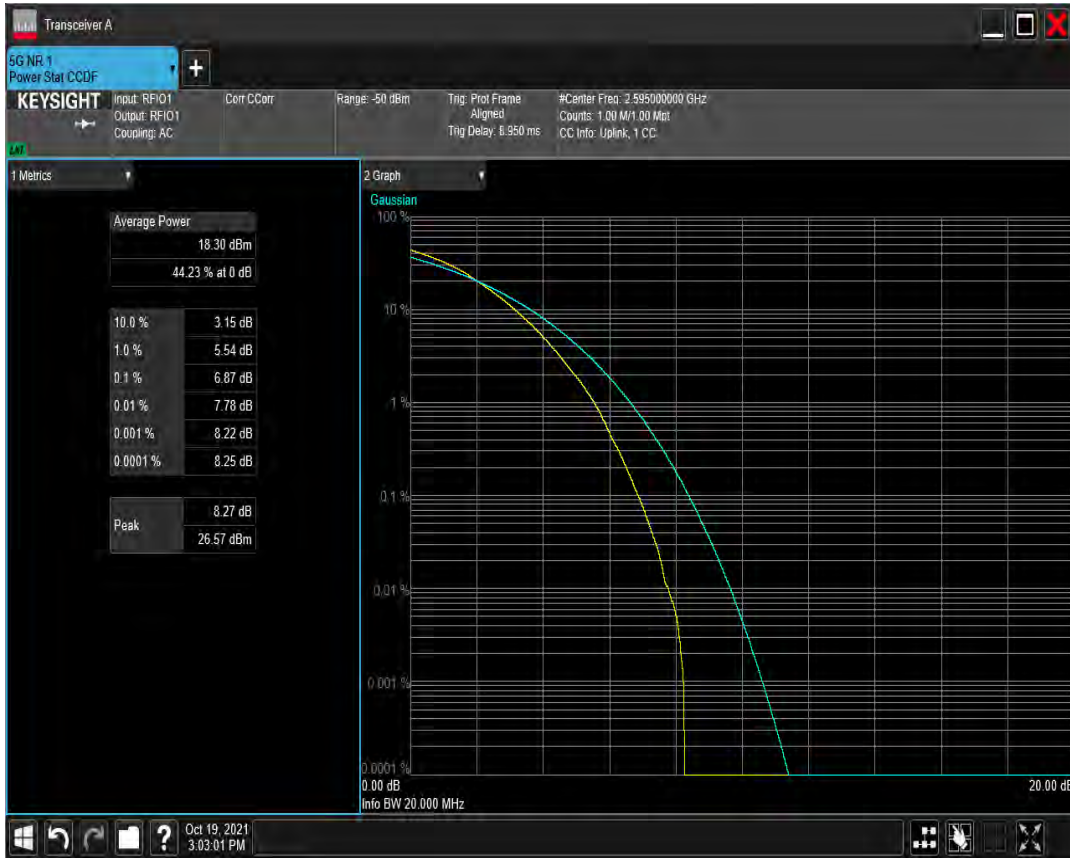 Transceiver A
5G NR 1
Power Stat CCDF
+
KEYSIGHT
Input: RFIO1
Output: RFIO1
Coupling: AC
Corr CCorr
Range: -50 dBm
Trig: Prot Frame
Aligned
Trig Delay: 8.950 ms
#Center Freq: 2.595000000 GHz
Counts: 1.00 M/1.00 Mpt
CC Info: Uplink, 1 CC
1 Metrics
Average Power
18.30 dBm
44.23 % at 0 dB
10.0 % 3.15 dB
1.0 % 5.54 dB
0.1 % 6.87 dB
0.01 % 7.78 dB
0.001 % 8.22 dB
0.0001 % 8.25 dB
Peak
8.27 dB
26.57 dBm
2 Graph
Gaussian
100 %
10 %
1 %
0.1 %
0.01 %
0.001 %
0.0001 %
0.00 dB
20.00 dB
Info BW 20.000 MHz
?
Oct 19, 2021
3:03:01 PM